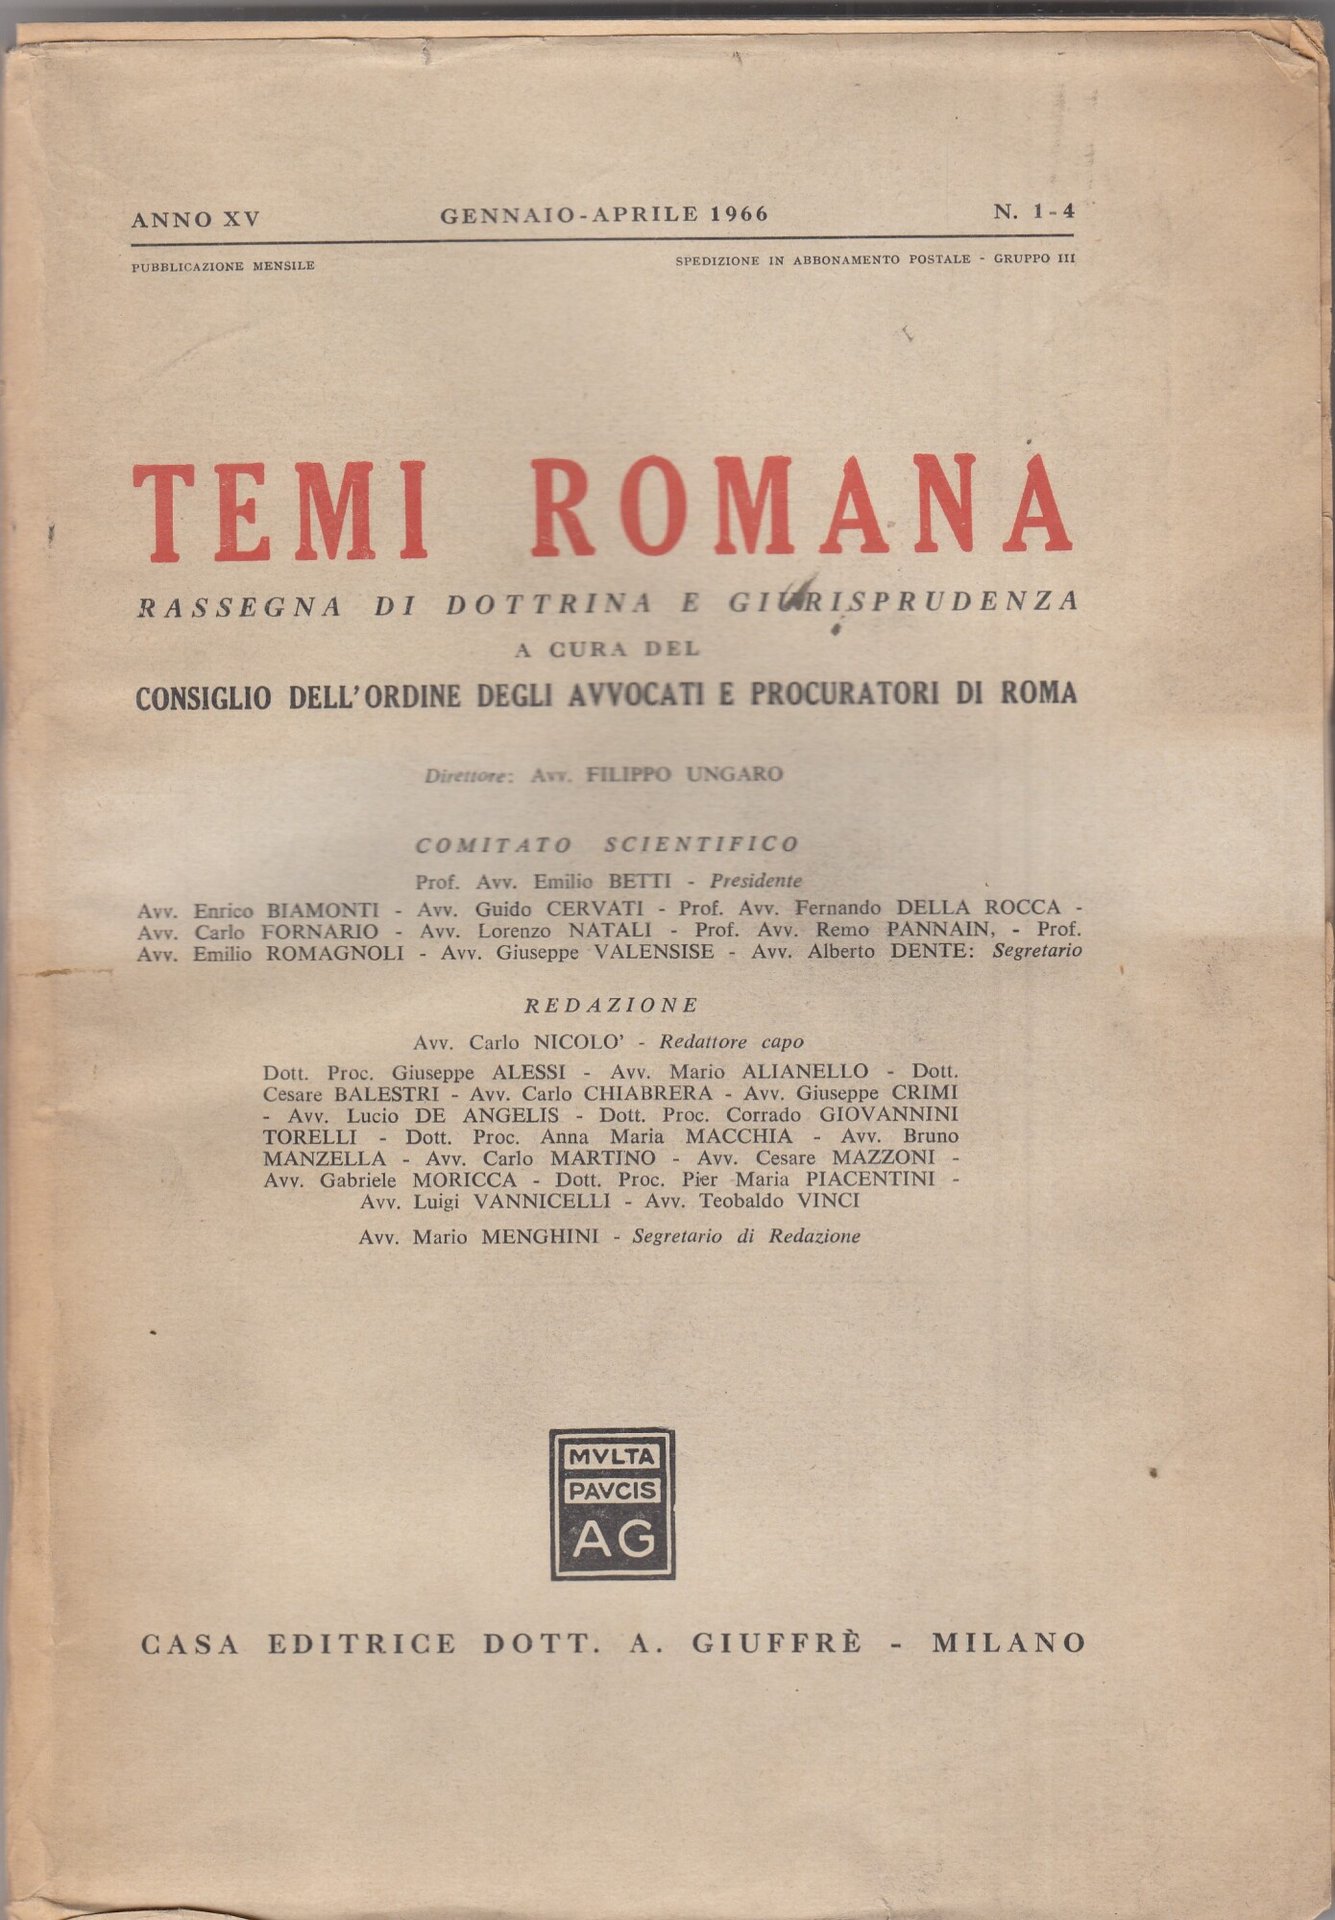 ANNO XV GENNAIO-APRILE 1966 N. 1-4
PUBBLICAZIONE MENSILE SPEDIZIONE IN ABBONAMENTO POSTALE - GRUPPO III
TEMI ROMANA
RASSEGNA DI DOTTRINA E GIURISPRUDENZA
A CURA DEL
CONSIGLIO DELL'ORDINE DEGLI AVVOCATI E PROCURATORI DI ROMA
Direttore: Avv. FILIPPO UNGARO
COMITATO SCIENTIFICO
Prof. Avv. Emilio BETTI - Presidente
Avv. Enrico BIAMONTI - Avv. Guido CERVATI - Prof. Avv. Fernando DELLA ROCCA -
Avv. Carlo FORNARIO - Avv. Lorenzo NATALI - Prof. Avv. Remo PANNAIN, - Prof.
Avv. Emilio ROMAGNOLI - Avv. Giuseppe VALENSISE - Avv. Alberto DENTE: Segretario
REDAZIONE
Avv. Carlo NICOLO' - Redattore capo
Dott. Proc. Giuseppe ALESSI - Avv. Mario ALIANELLO - Dott.
Cesare BALESTRI - Avv. Carlo CHIABRERA - Avv. Giuseppe CRIMI
- Avv. Lucio DE ANGELIS - Dott. Proc. Corrado GIOVANNINI
TORELLI - Dott. Proc. Anna Maria MACCHIA - Avv. Bruno
MANZELLA - Avv. Carlo MARTINO - Avv. Cesare MAZZONI -
Avv. Gabriele MORICCA - Dott. Proc. Pier Maria PIACENTINI -
Avv. Luigi VANNICELLI - Avv. Teobaldo VINCI
Avv. Mario MENGHINI - Segretario di Redazione
MVLTA
PAVCIS
AG
CASA EDITRICE DOTT. A. GIUFFRÈ - MILANO